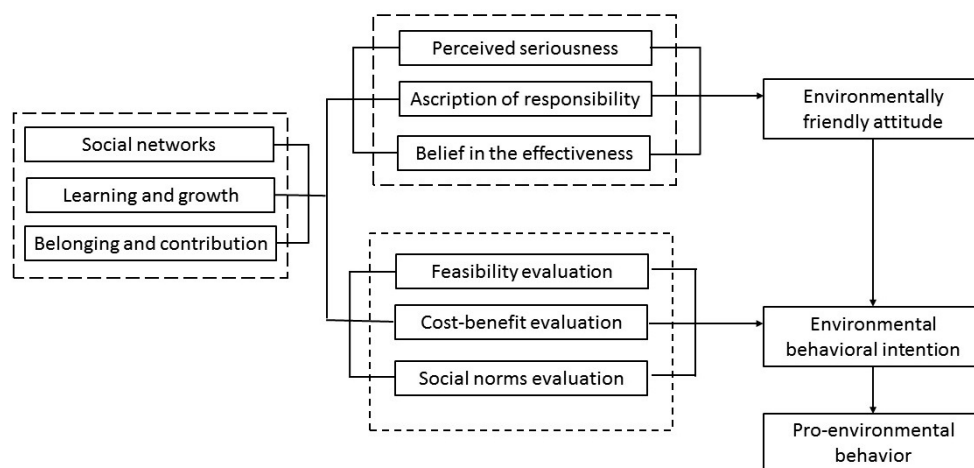 Perceived seriousness
Ascription of responsibility
Belief in the effectiveness
Social networks
Learning and growth
Belonging and contribution
Feasibility evaluation
Cost-benefit evaluation
Social norms evaluation
Environmentally
friendly attitude
Environmental
behavioral intention
Pro-environmental
behavior